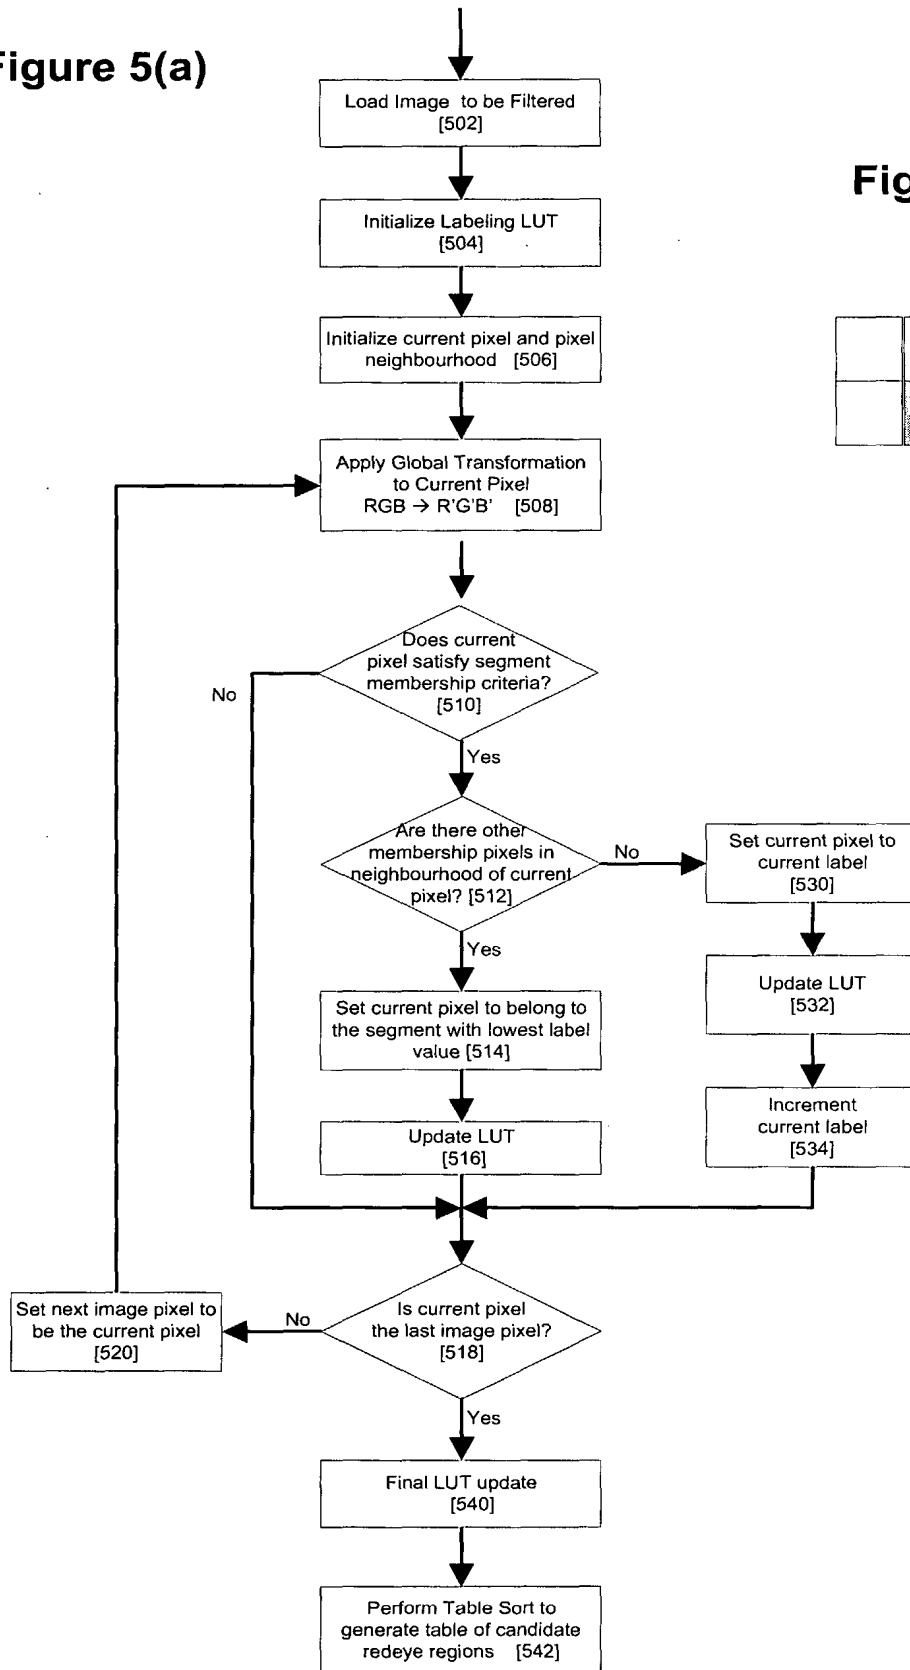 Figure 5(a)
Load Image to be Filtered
[502]
Fig
Initialize Labeling LUT
[504]
Initialize current pixel and pixel
neighbourhood [506]
Apply Global Transformation
to Current Pixel
RGB → R'G'B' [508]
Does current
pixel satisfy segment
membership criteria?
[510]
No
Yes
Are there other
membership pixels in
neighbourhood of current
pixel? [512]
No
Set current pixel to
current label
[530]
Yes
Update LUT
[532]
Set current pixel to belong to
the segment with lowest label
value [514]
Increment
current label
[534]
Update LUT
[516]
Set next image pixel to
be the current pixel
[520]
No
Is current pixel
the last image pixel?
[518]
Yes
Final LUT update
[540]
Perform Table Sort to
generate table of candidate
redeye regions [542]